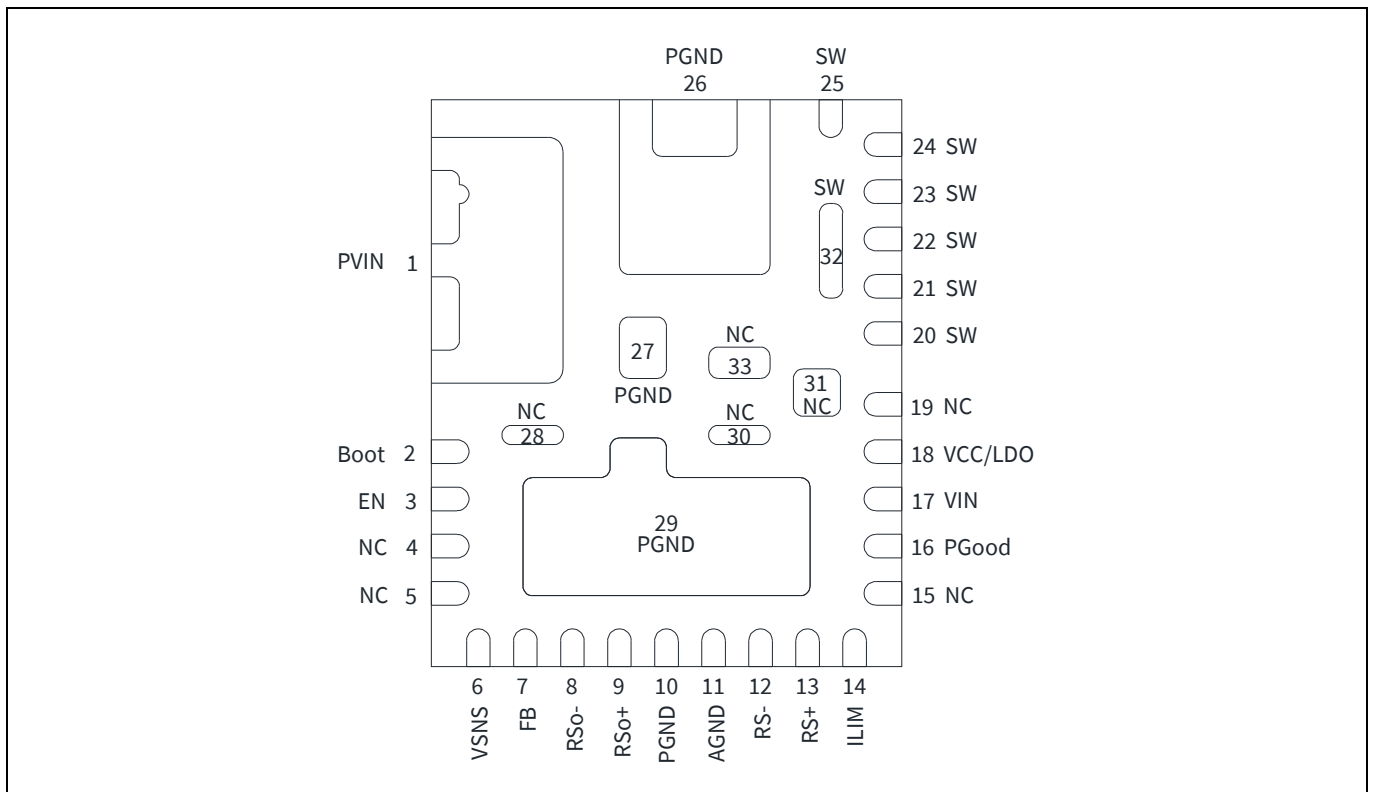 PGND
26
SW
25
24 SW
23 SW
SW
22 SW
32
PVIN 1
21 SW
20 SW
NC
33
27
PGND
31
NC
19 NC
NC
28
NC
30
Boot 2
18 VCC/LDO
EN 3
17 VIN
29
PGND
NC 4
16 PGood
NC 5
15 NC
6
VSNS
7
FB
8
RSo-
9
RSo+
10
PGND
11
AGND
12
RS-
13
RS+
14
ILIM